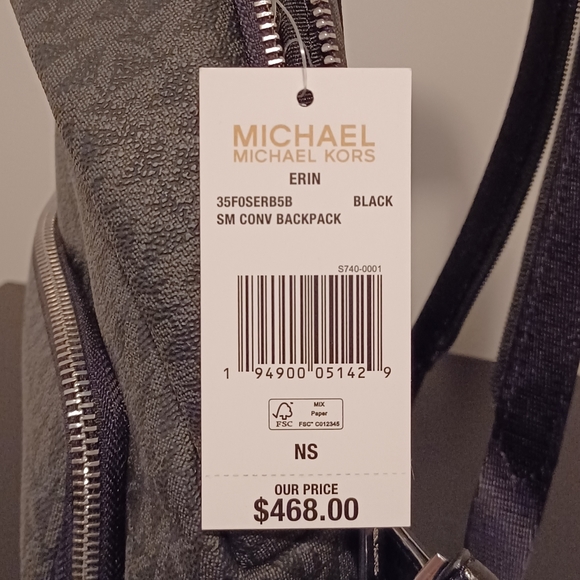 MICHAEL
MICHAEL KORS
ERIN
35F0SERB5B BLACK
SM CONV BACKPACK
S740-0001
1 94900 05142 9
FSC
MIX
Paper
FSC® C012345
NS
OUR PRICE
$468.00